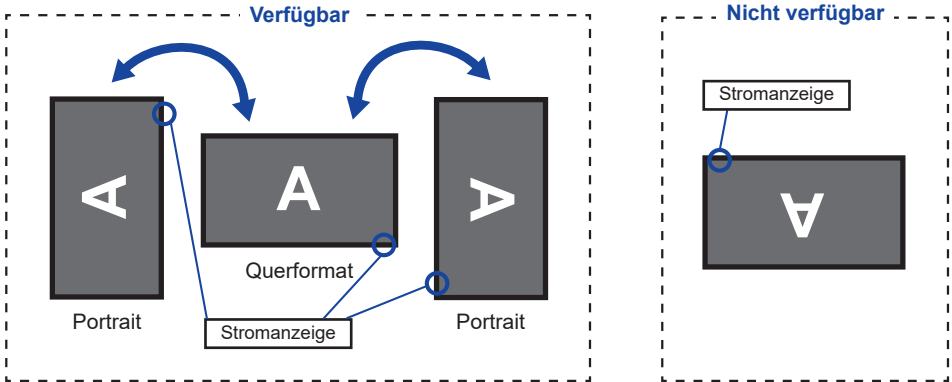 Verfügbar
Nicht verfügbar
Stromanzeige
A
A
A
A
Querformat
Portrait
Stromanzeige
Portrait